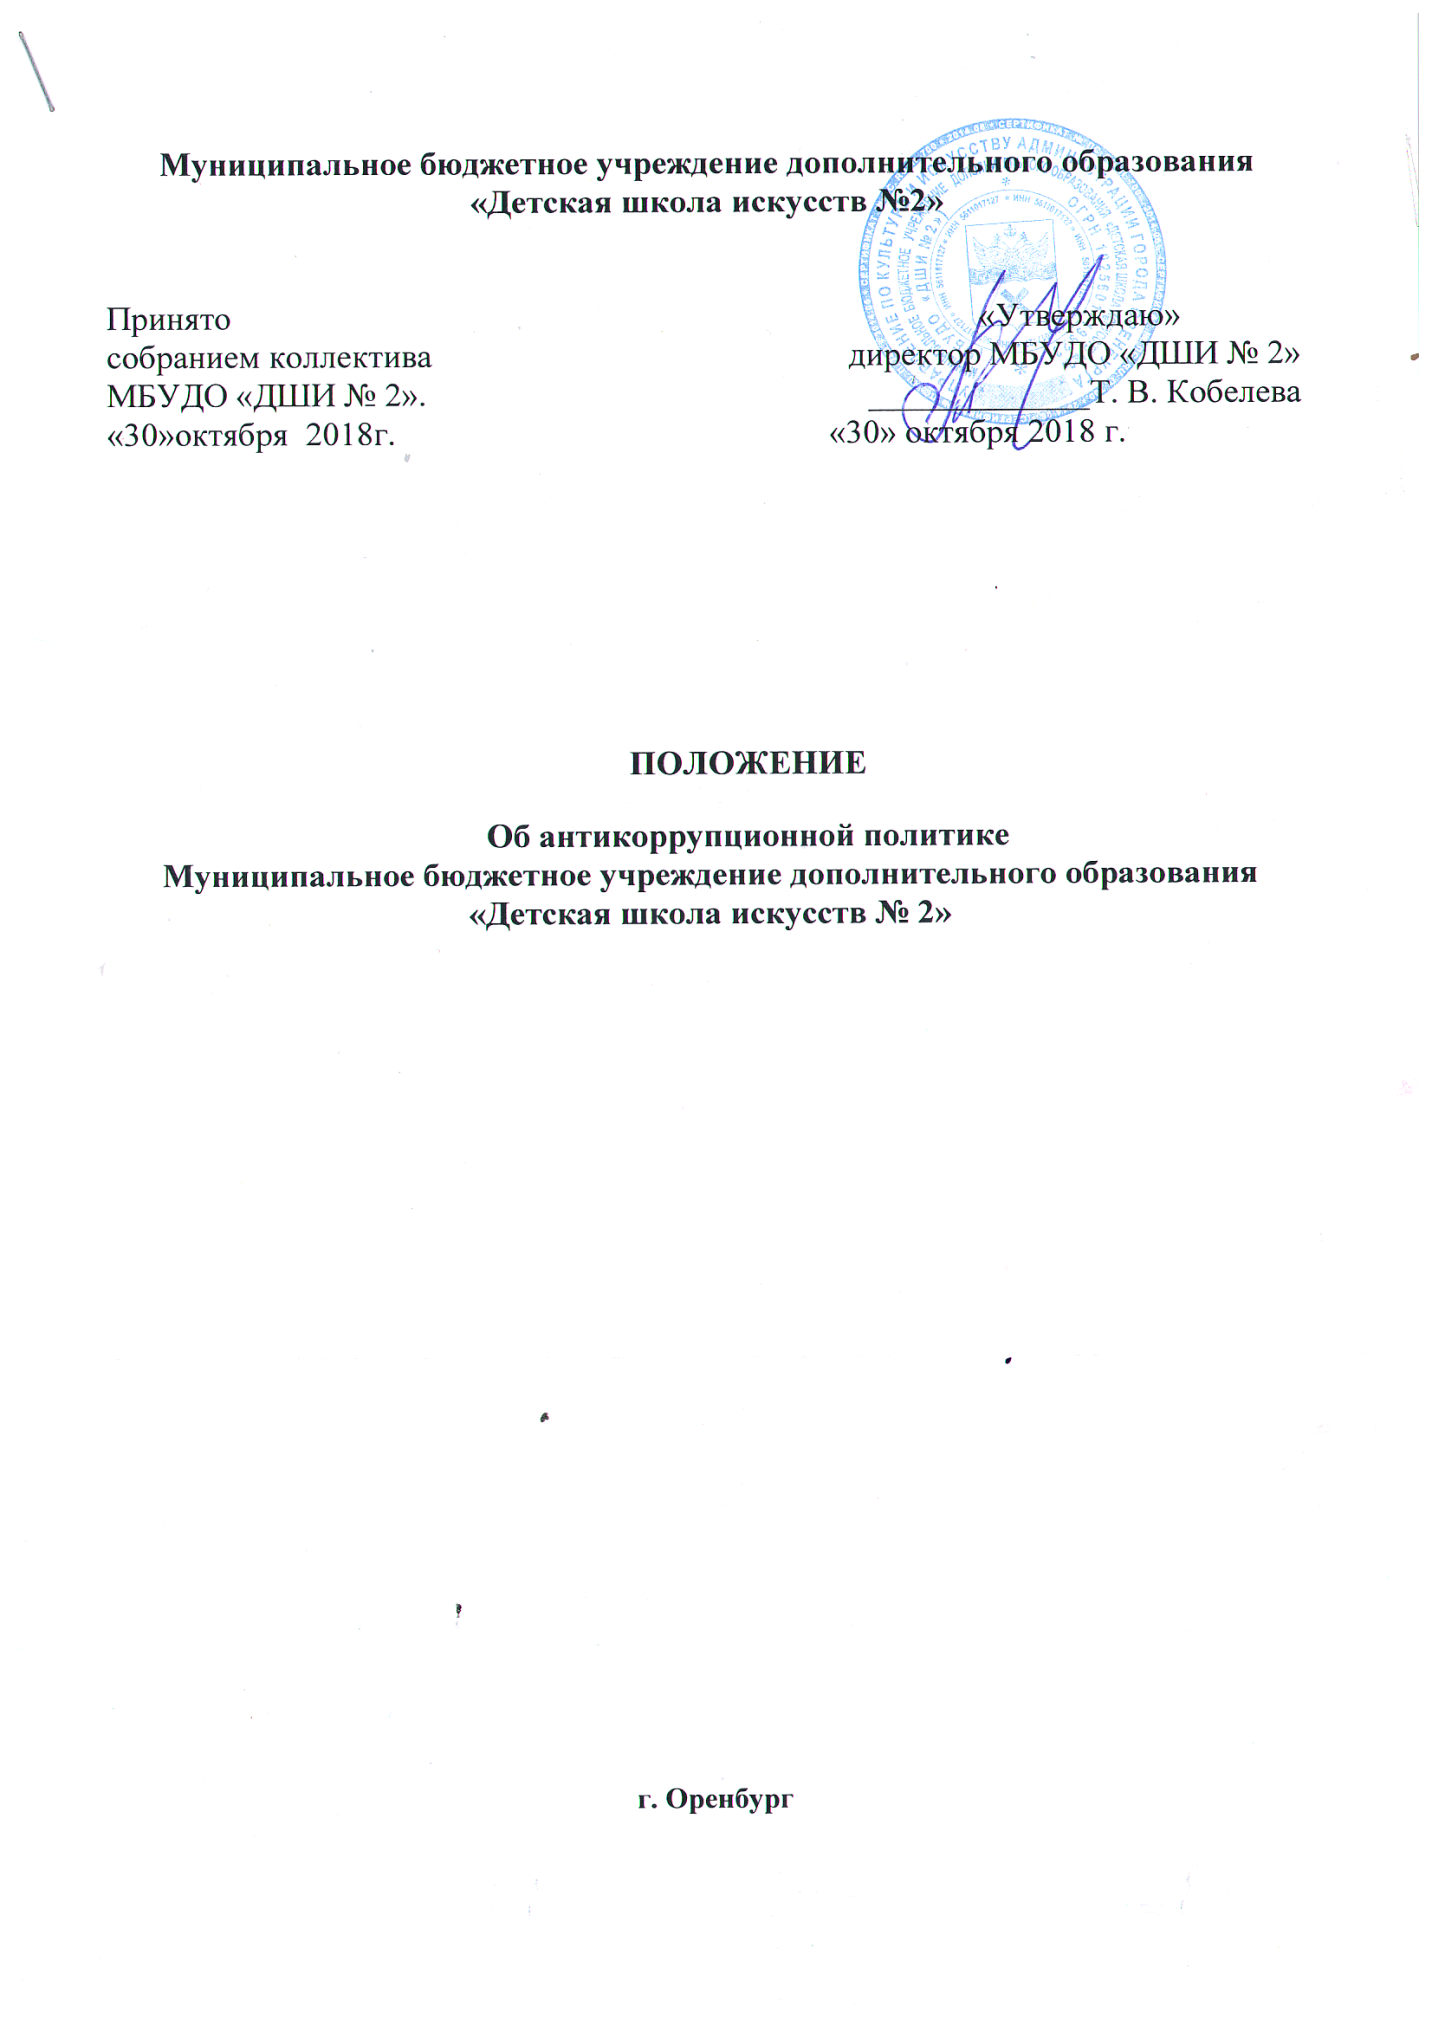 Муниципальное бюджетное учреждение дополнительного образования
«Детская школа искусств №2»
Принято
собранием коллектива
МБУДО «ДШИ № 2».
«30»октября 2018г.
«Утверждаю»
директор МБУДО «ДШИ № 2»
______________Т. В. Кобелева
«30» октября 2018 г.
ПОЛОЖЕНИЕ
Об антикоррупционной политике
Муниципальное бюджетное учреждение дополнительного образования
«Детская школа искусств № 2»
г. Оренбург